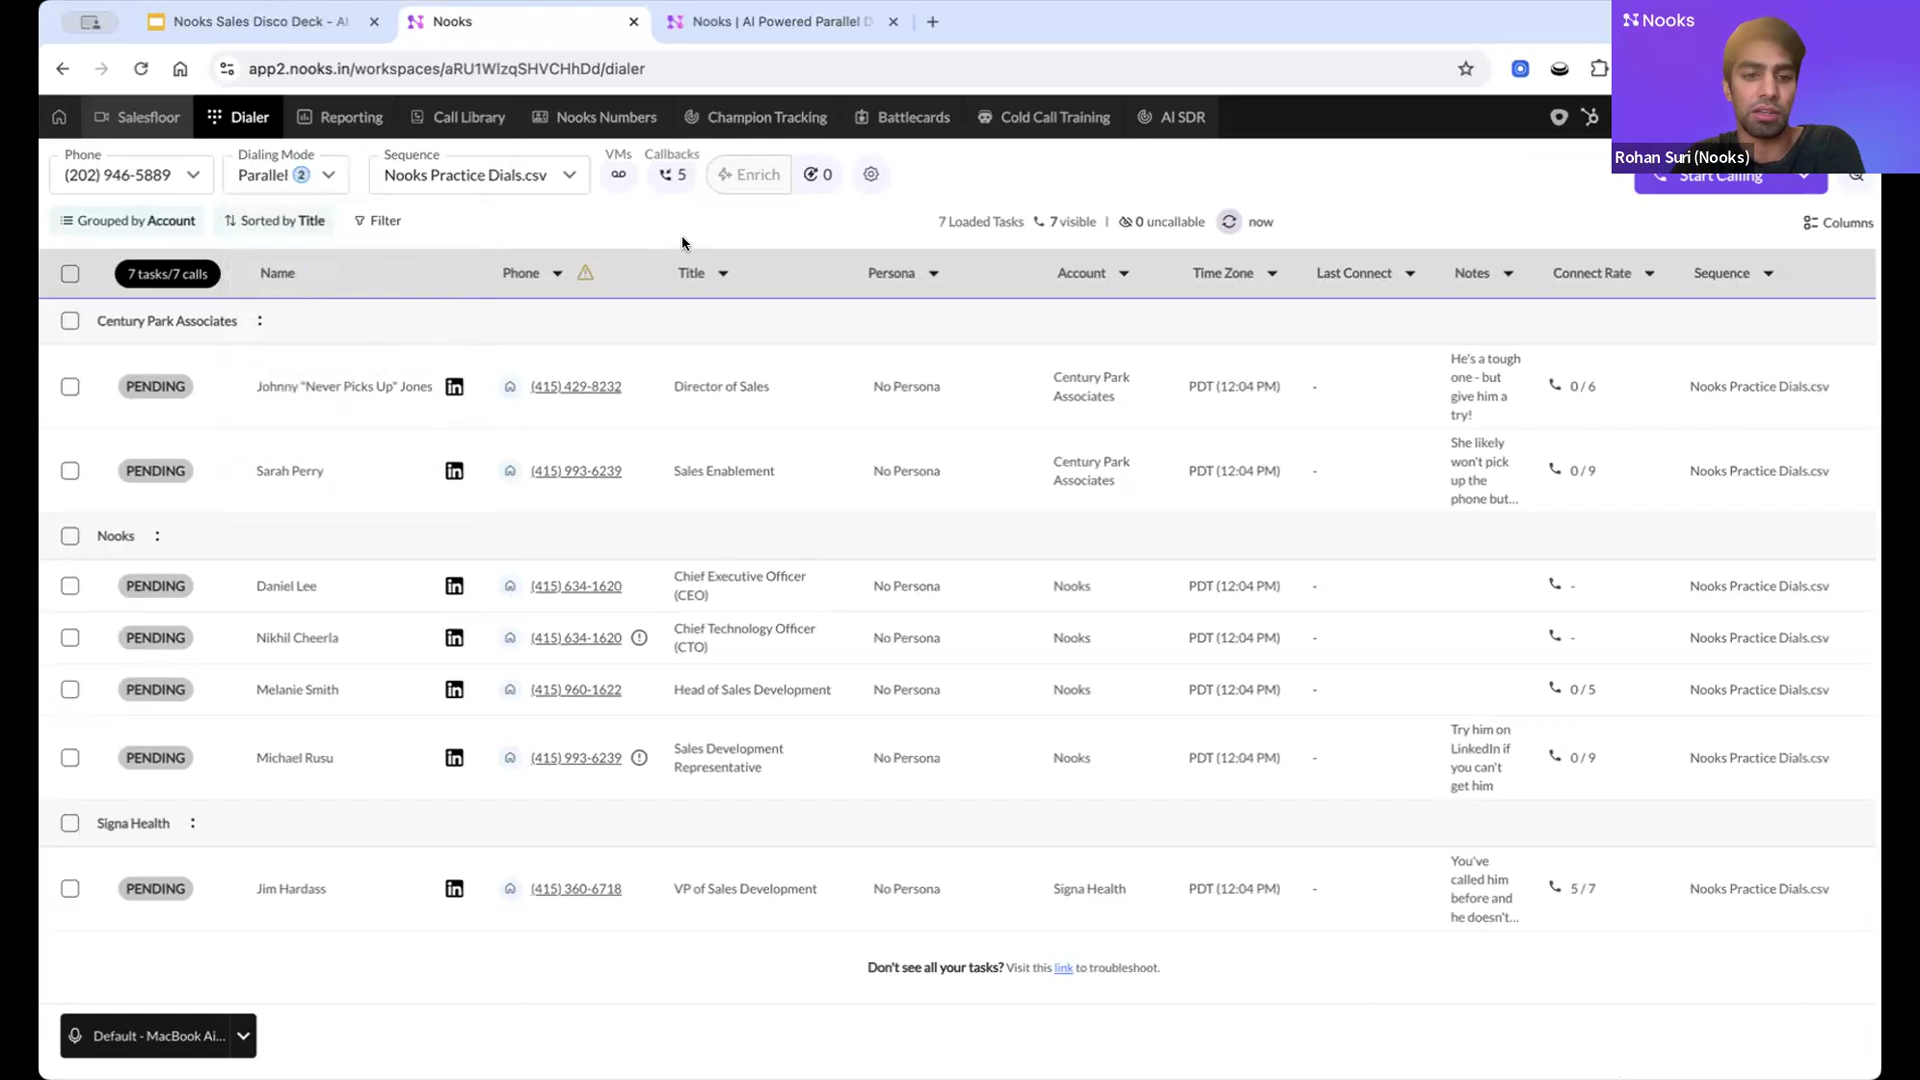 Nooks Sales Disco Deck - Al
Nooks
Nooks | AI Powered Parallel D
Nooks
app2.nooks.in/workspaces/aRU1WlzqSHVCHhDd/dialer
Salesfloor
Dialer
Reporting
Call Library
Nooks Numbers
Champion Tracking
Battlecards
Cold Call Training
AI SDR
Rohan Suri (Nooks)
Phone
(202) 946-5889
Dialing Mode
Parallel 2
Sequence
Nooks Practice Dials.csv
VMs
Callbacks
5
Enrich
0
Start Calling
Grouped by Account
Sorted by Title
Filter
7 Loaded Tasks 7 visible | 0 uncallable now
Columns
7 tasks/7 calls Name Phone Title Persona Account Time Zone Last Connect Notes Connect Rate Sequence
Century Park Associates :
PENDING Johnny "Never Picks Up" Jones in (415) 429-8232 Director of Sales No Persona
Century Park
Associates
PDT (12:04 PM) -
He's a tough
one - but
give him a
try!
0 / 6 Nooks Practice Dials.csv
PENDING Sarah Perry in (415) 993-6239 Sales Enablement No Persona
Century Park
Associates
PDT (12:04 PM) -
She likely
won't pick
up the
phone but...
0 / 9 Nooks Practice Dials.csv
Nooks :
PENDING Daniel Lee in (415) 634-1620
Chief Executive Officer
(CEO)
No Persona Nooks PDT (12:04 PM) - - Nooks Practice Dials.csv
PENDING Nikhil Cheerla in (415) 634-1620
Chief Technology Officer
(CTO)
No Persona Nooks PDT (12:04 PM) - - Nooks Practice Dials.csv
PENDING Melanie Smith in (415) 960-1622 Head of Sales Development No Persona Nooks PDT (12:04 PM) - 0 / 5 Nooks Practice Dials.csv
PENDING Michael Rusu in (415) 993-6239
Sales Development
Representative
No Persona Nooks PDT (12:04 PM) -
Try him on
LinkedIn if
you can't
get him
0 / 9 Nooks Practice Dials.csv
Signa Health :
PENDING Jim Hardass in (415) 360-6718 VP of Sales Development No Persona Signa Health PDT (12:04 PM) -
You've
called him
before and
he doesn't...
5 / 7 Nooks Practice Dials.csv
Don't see all your tasks? Visit this link to troubleshoot.
Default - MacBook Ai...